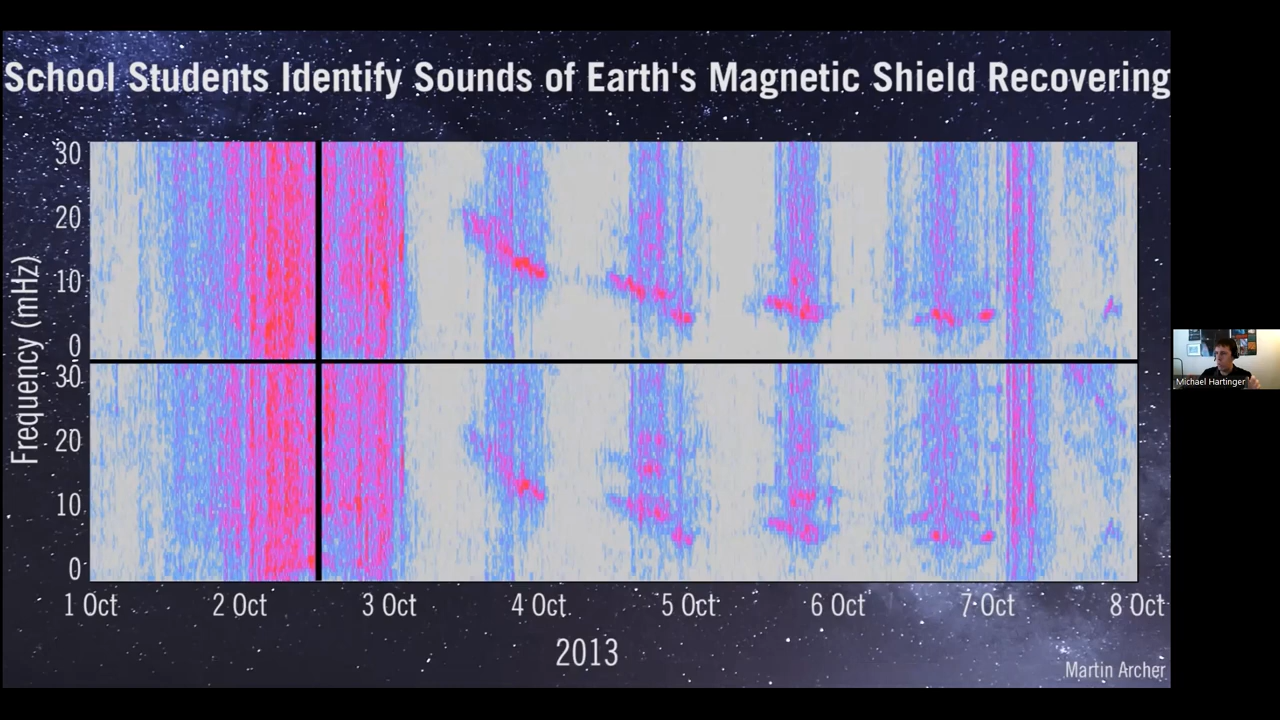 School Students Identify Sounds of Earth's Magnetic Shield Recovering
Frequency (mHz)
30
20
10
0
30
20
10
0
1 Oct 2 Oct 3 Oct 4 Oct 5 Oct 6 Oct 7 Oct 8 Oct
2013
Martin Archer
Michael Hartinger